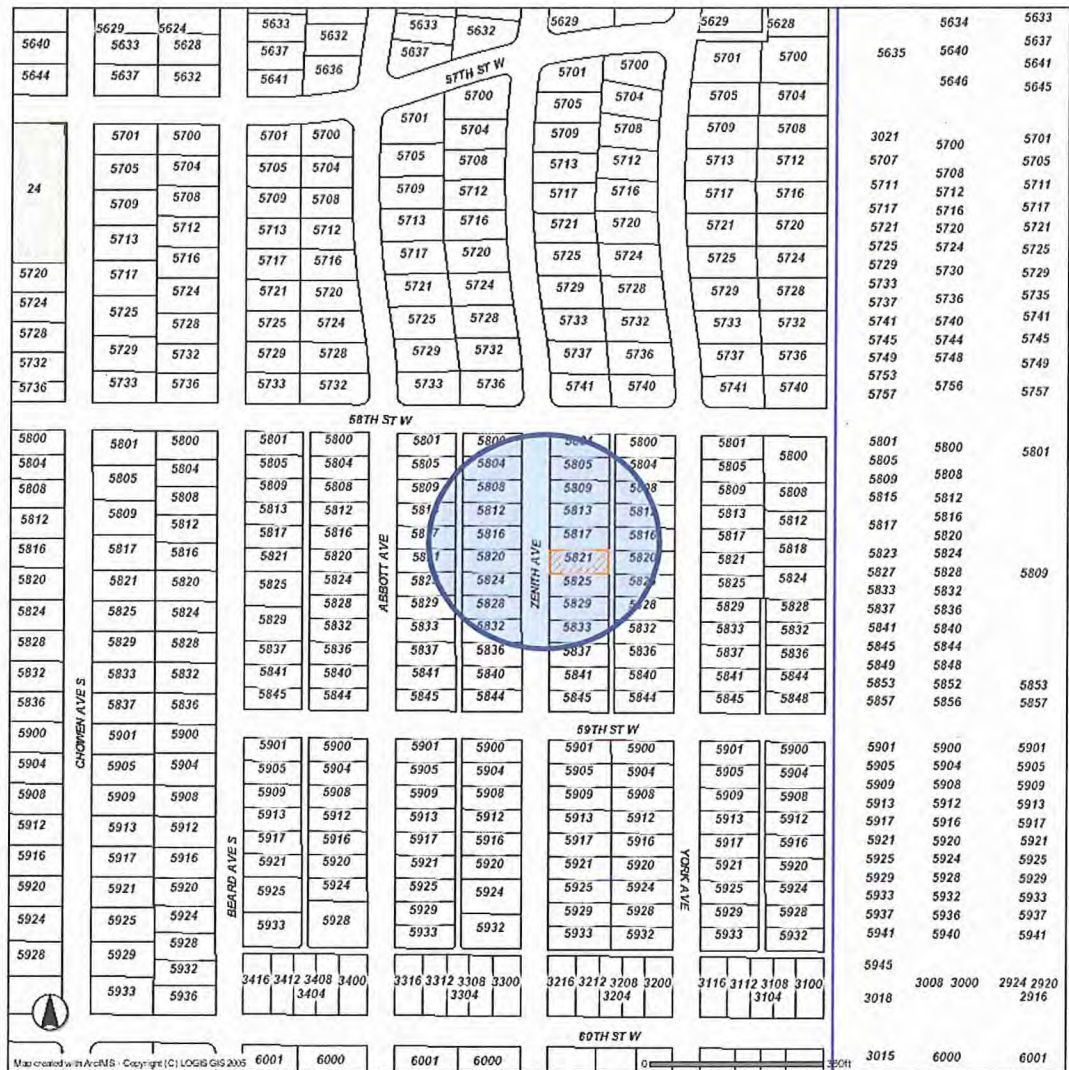 5629 5624 5633 5632 5633 5632 5629 5629 5628 5634 5633
5640 5633 5628 5637 5637 5635 5640 5637
5644 5637 5632 5641 5636 57TH ST W 5701 5700 5701 5700 5646 5641
5645
5700 5705 5704 5705 5704
5701 5700 5701 5700 5701 5704 5709 5708 5709 5708 3021 5700 5701
24 5705 5704 5705 5704 5705 5708 5713 5712 5713 5712 5707 5708 5705
5709 5708 5709 5708 5709 5712 5717 5716 5717 5716 5711 5712 5711
5713 5712 5713 5712 5713 5716 5721 5720 5721 5720 5717 5716 5717
5716 5721 5720 5721
5720 5717 5717 5716 5717 5720 5725 5724 5725 5724 5725 5724 5725
5724 5724 5721 5720 5721 5724 5729 5728 5729 5728 5729 5730 5729
5733
5725 5737 5736 5735
5728 5728 5725 5724 5725 5728 5733 5732 5733 5732 5741 5740 5741
5745 5744 5745
5732 5729 5732 5729 5728 5729 5732 5737 5736 5737 5736 5749 5748 5749
5753
5736 5733 5736 5733 5732 5733 5736 5741 5740 5741 5740 5757 5756 5757
58TH ST W
5800 5801 5800 5801 5800 5801 5800 5800 5801 5800 5801 5800 5801
5804 5805 5804 5805 5804 5805 5804 5805 5804 5805 5805
5808 5808 5809 5808 5809 5808 5809 5808 5809 5808 5809 5808
5812 5809 5812 5813 5812 5812 5813 5813 5812 5815 5812
5816 5817 5816 5817 5816 5816 5817 5816 5817 5818 5817 5816
5820
5820 5821 5820 5821 5820 5820 5821 5820 5821 5824 5823 5824
5825 5824 5824 5825 5825 5827 5828 5809
5824 5825 5824 5828 5829 5828 5829 5828 5829 5828 5833 5832
5828 5829 5828 5829 5832 5833 5832 5833 5832 5833 5832 5837 5836
5841 5840
5832 5833 5832 5837 5836 5837 5836 5837 5836 5837 5836 5845 5844
5836 5837 5836 5841 5840 5841 5840 5841 5840 5841 5844 5849 5848
5845 5844 5845 5844 5845 5844 5845 5848 5853 5852 5853
5857 5856 5857
CHOWEN AVE S
ABBOTT AVE
ZENITH AVE
59TH ST W
5900 5901 5900 5901 5900 5901 5900 5901 5900 5901 5900 5901 5900 5901
5904 5905 5904 5905 5904 5905 5904 5905 5904 5905 5904 5905 5904 5905
5908 5909 5908 5909 5908 5909 5908 5909 5908 5909 5908 5909 5908 5909
5912 5913 5912 5913 5912 5913 5912 5913 5912 5913 5912 5913 5912 5913
5916 5917 5916 5917 5916 5917 5916 5917 5916 5917 5916 5917 5916 5917
5920 5921 5920 5921 5920 5921 5920 5921 5920 5921 5920 5921 5920 5921
5924 5925 5924 5925 5924 5925 5924 5925 5924 5925 5924 5925 5924 5925
5928 5929 5928 5933 5928 5929 5932 5929 5928 5929 5928 5929 5928 5929
5933 5933 5932 5933 5932 5933 5932 5933
5937 5936 5937
5932 5941 5940 5941
5933 5936
BEARD AVE S
YORK AVE
3416 3412 3408 3400 3316 3312 3308 3300 3216 3212 3208 3200 3116 3112 3108 3100 5945 3008 3000 2924 2920
3404 3304 3204 3104 3018 2916
60TH ST W
6001 6000 6001 6000 3015 6000 6001
Map created with ArcIMS - Copyright (C) LOGIS GIS 2005
0 350ft